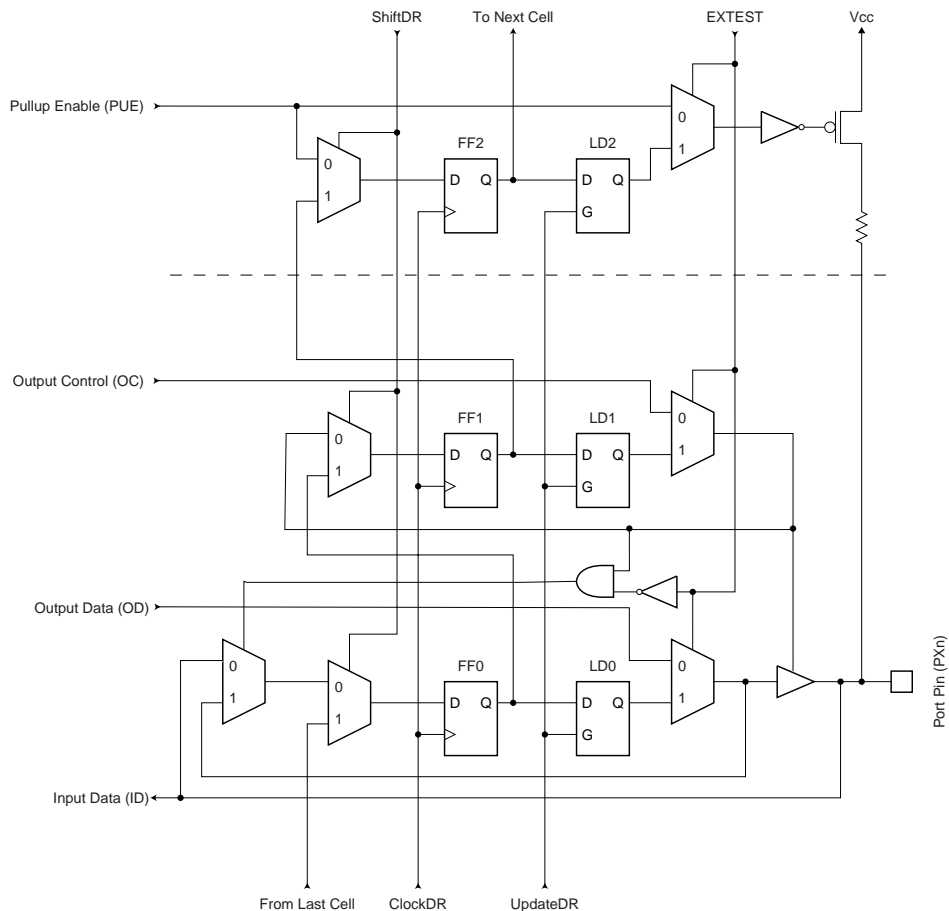 ShiftDR To Next Cell EXTEST Vcc
Pullup Enable (PUE)
0
1
FF2
D Q
LD2
D Q
G
0
1
Output Control (OC)
0
1
FF1
D Q
LD1
D Q
G
0
1
Output Data (OD)
0
1
0
1
FF0
D Q
LD0
D Q
G
0
1
Port Pin (PXn)
Input Data (ID)
From Last Cell ClockDR UpdateDR